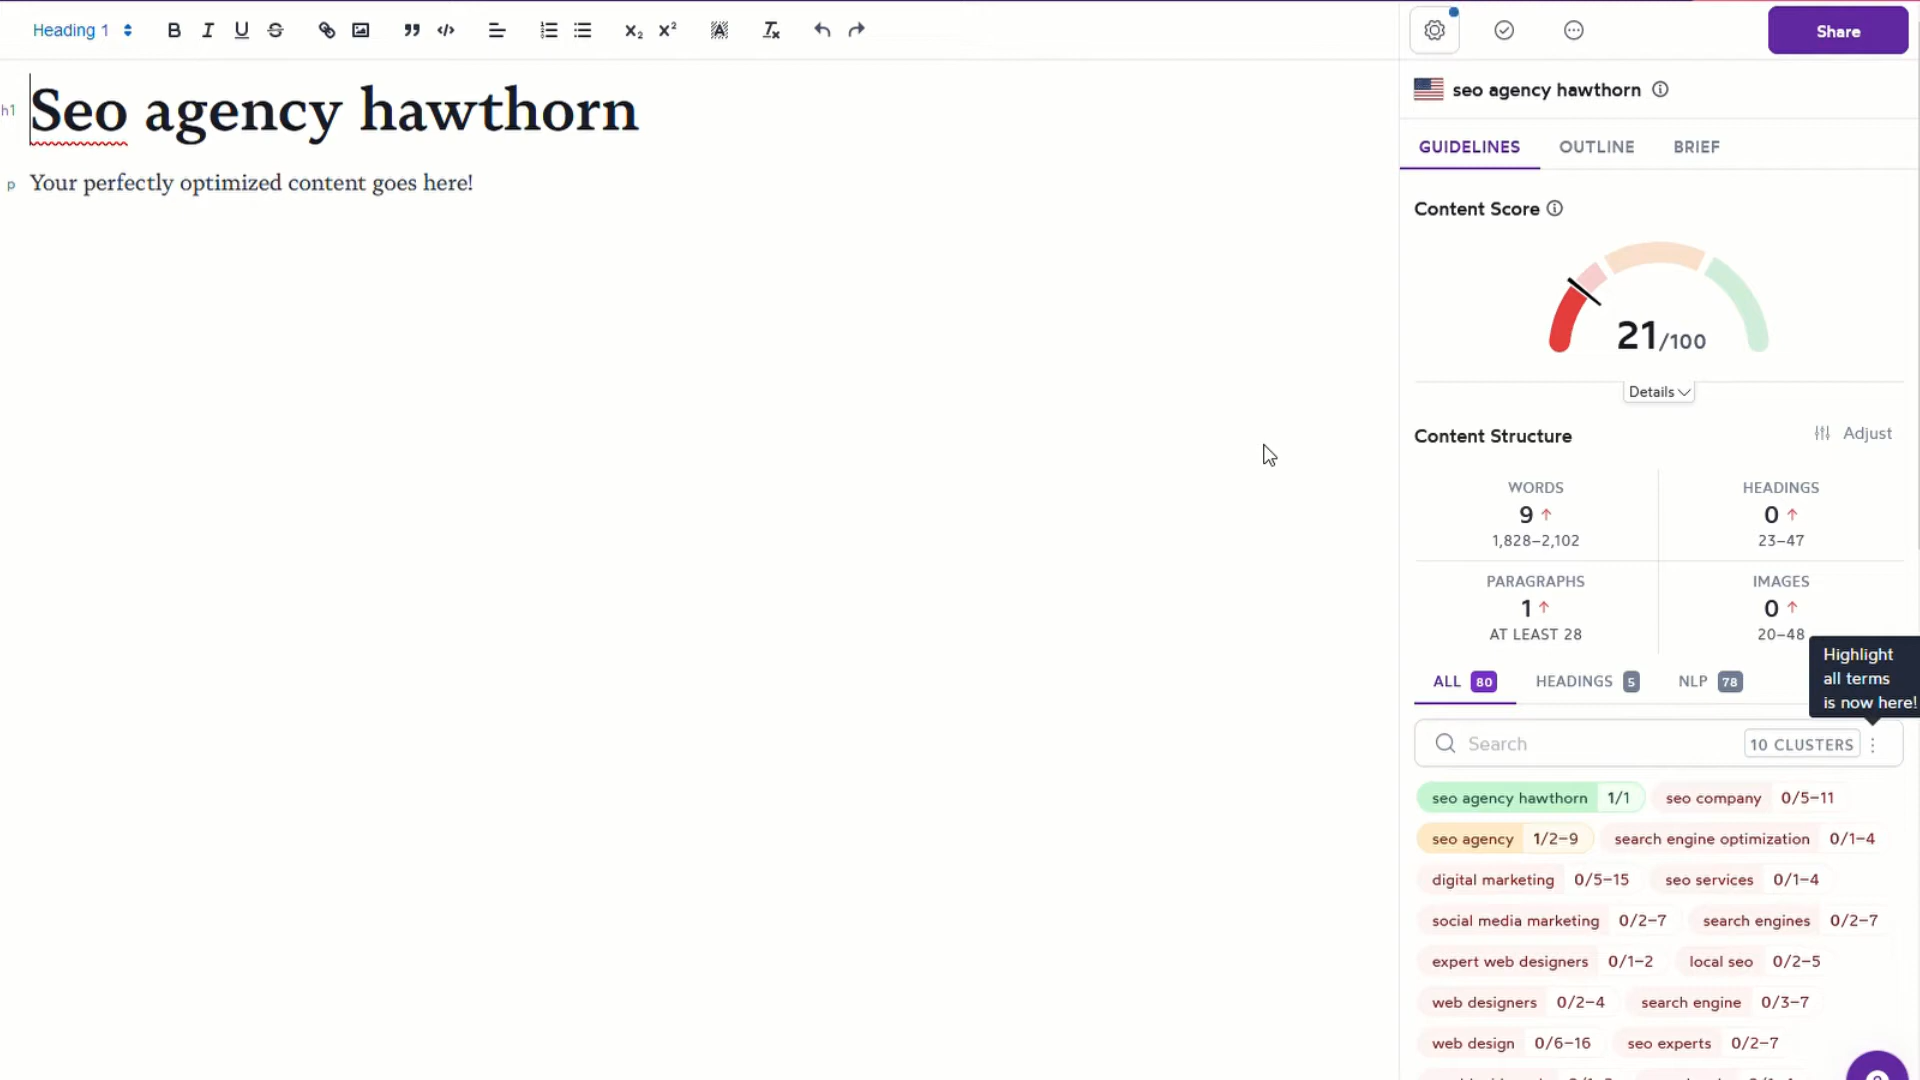 Heading 1
Share
h1 Seo agency hawthorn
p Your perfectly optimized content goes here!
seo agency hawthorn
GUIDELINES OUTLINE BRIEF
Content Score
21/100
Details
Content Structure Adjust
WORDS HEADINGS
9 0
1,828–2,102 23–47
PARAGRAPHS IMAGES
1 0
AT LEAST 28 20–48
Highlight
all terms
is now here!
ALL 80 HEADINGS 5 NLP 78
Search 10 CLUSTERS
seo agency hawthorn 1/1 seo company 0/5–11
seo agency 1/2–9 search engine optimization 0/1–4
digital marketing 0/5–15 seo services 0/1–4
social media marketing 0/2–7 search engines 0/2–7
expert web designers 0/1–2 local seo 0/2–5
web designers 0/2–4 search engine 0/3–7
web design 0/6–16 seo experts 0/2–7